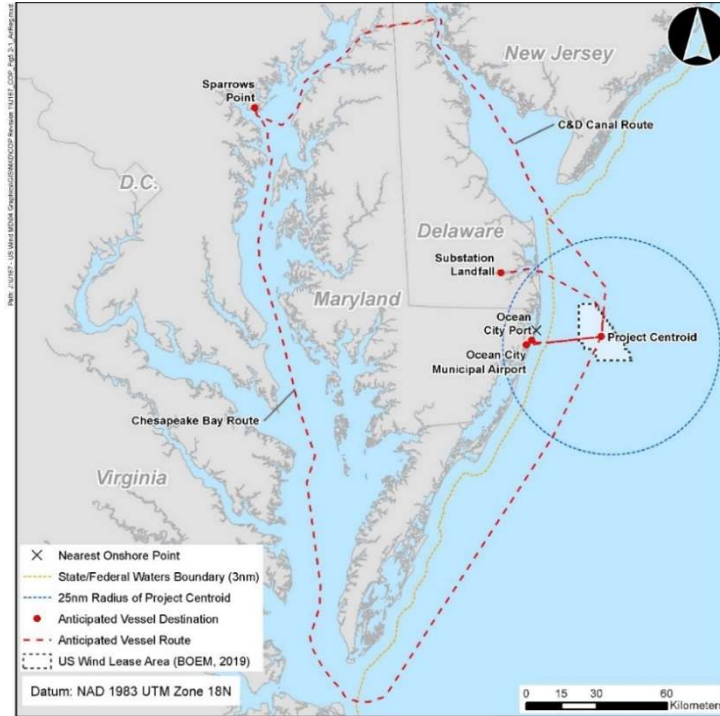 New Jersey
Sparrows
Point
C&D Canal Route
D.C.
Delaware
Substation
Landfall
Maryland
Ocean
City Port
Project Centroid
Ocean City
Municipal Airport
Chesapeake Bay Route
Virginia
Nearest Onshore Point
State/Federal Waters Boundary (3nm)
25nm Radius of Project Centroid
Anticipated Vessel Destination
Anticipated Vessel Route
US Wind Lease Area (BOEM, 2019)
Datum: NAD 1983 UTM Zone 18N
0 15 30 60
Kilometers